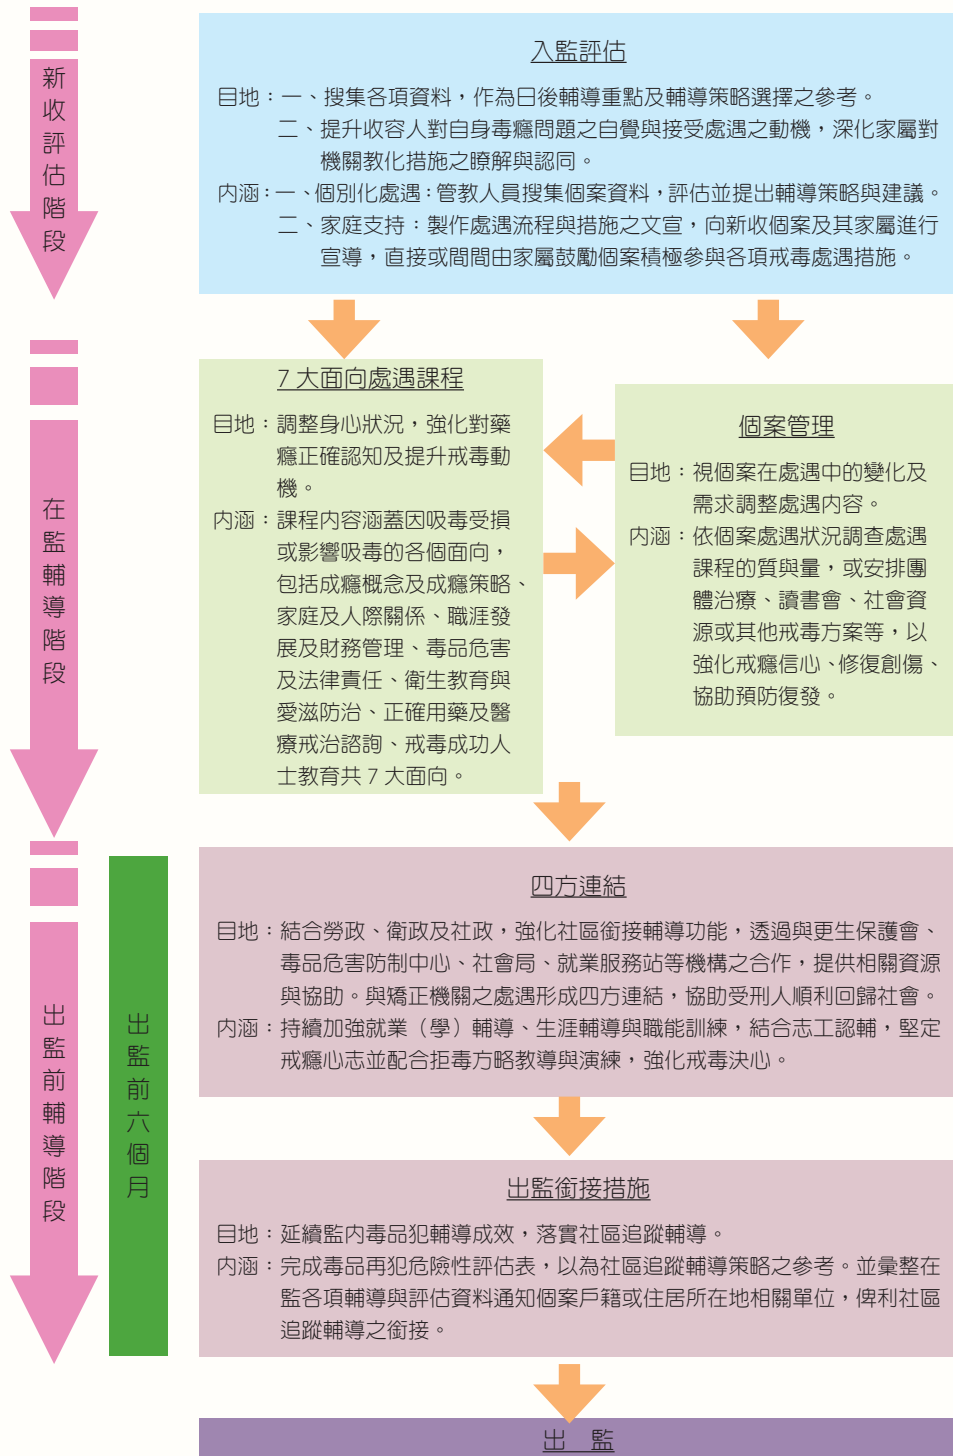 新收評估階段
入監評估
目地：一、搜集各項資料，作為日後輔導重點及輔導策略選擇之參考。
二、提升收容人對自身毒癮問題之自覺與接受處遇之動機，深化家屬對
機關教化措施之瞭解與認同。
內涵：一、個別化處遇：管教人員搜集個案資料，評估並提出輔導策略與建議。
二、家庭支持：製作處遇流程與措施之文宣，向新收個案及其家屬進行
宣導，直接或間間由家屬鼓勵個案積極參與各項戒毒處遇措施。
在監輔導階段
7 大面向處遇課程
目地：調整身心狀況，強化對藥
癮正確認知及提升戒毒動
機。
內涵：課程內容涵蓋因吸毒受損
或影響吸毒的各個面向，
包括成癮概念及成癮策略、
家庭及人際關係、職涯發
展及財務管理、毒品危害
及法律責任、衛生教育與
愛滋防治、正確用藥及醫
療戒治諮詢、戒毒成功人
士教育共 7 大面向。
個案管理
目地：視個案在處遇中的變化及
需求調整處遇內容。
內涵：依個案處遇狀況調查處遇
課程的質與量，或安排團
體治療、讀書會、社會資
源或其他戒毒方案等，以
強化戒癮信心、修復創傷、
協助預防復發。
出監前輔導階段
出監前六個月
四方連結
目地：結合勞政、衛政及社政，強化社區銜接輔導功能，透過與更生保護會、
毒品危害防制中心、社會局、就業服務站等機構之合作，提供相關資源
與協助。與矯正機關之處遇形成四方連結，協助受刑人順利回歸社會。
內涵：持續加強就業（學）輔導、生涯輔導與職能訓練，結合志工認輔，堅定
戒癮心志並配合拒毒方略教導與演練，強化戒毒決心。
出監銜接措施
目地：延續監內毒品犯輔導成效，落實社區追蹤輔導。
內涵：完成毒品再犯危險性評估表，以為社區追蹤輔導策略之參考。並彙整在
監各項輔導與評估資料通知個案戶籍或住居所在地相關單位，俾利社區
追蹤輔導之銜接。
出　監